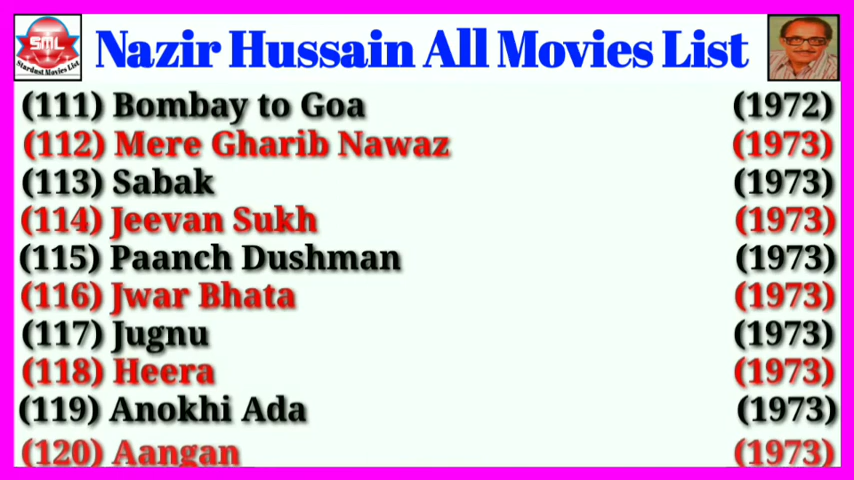 SML
Stardust Movies List
Nazir Hussain All Movies List
(111) Bombay to Goa (1972)
(112) Mere Gharib Nawaz (1973)
(113) Sabak (1973)
(114) Jeevan Sukh (1973)
(115) Paanch Dushman (1973)
(116) Jwar Bhata (1973)
(117) Jugnu (1973)
(118) Heera (1973)
(119) Anokhi Ada (1973)
(120) Aangan (1973)